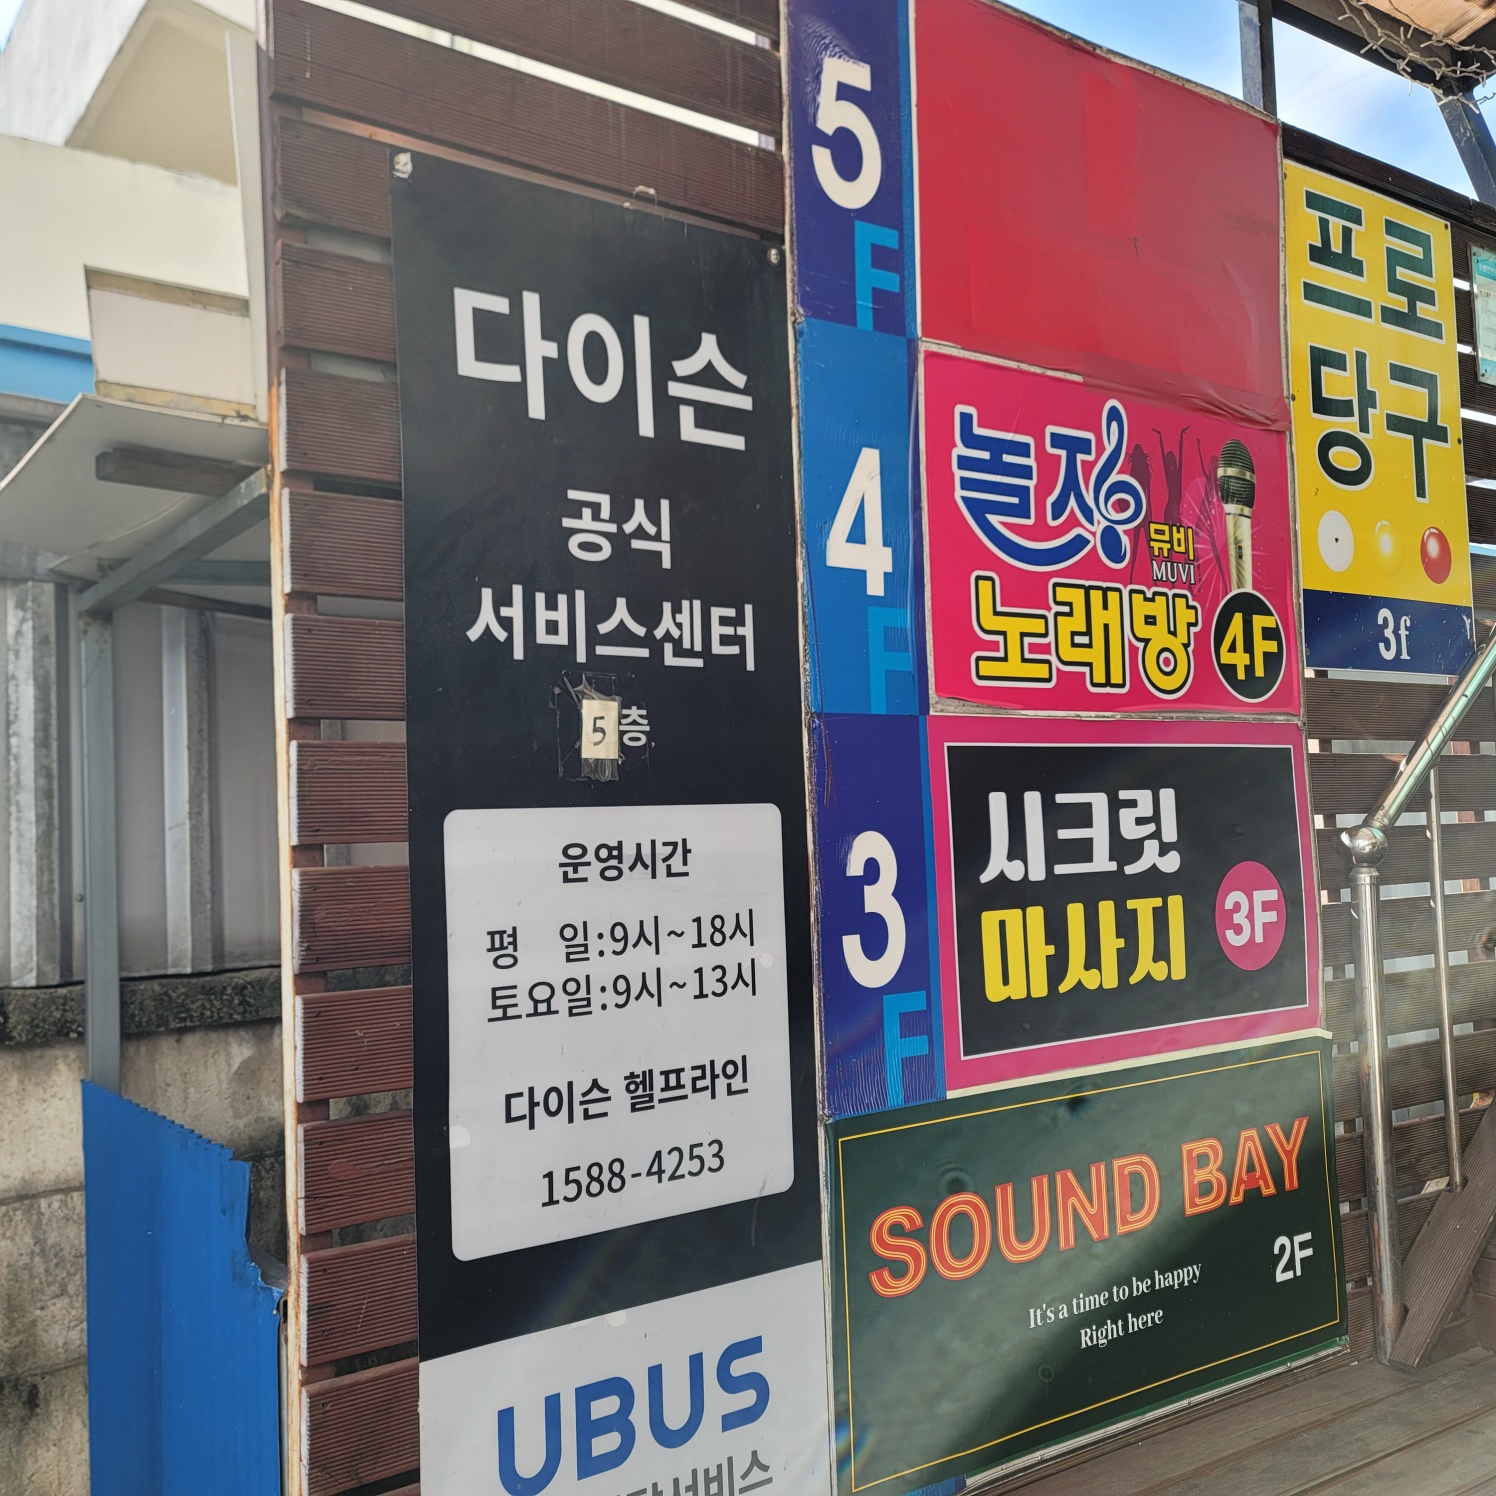 다이슨
공식
서비스센터
5층
운영시간
평 일:9시~18시
토요일:9시~13시
다이슨 헬프라인
1588-4253
UBUS
5
F
4
F
놀자
뮤비
MUVI
노래방 4F
3
F
시크릿
마사지 3F
SOUND BAY
2F
It's a time to be happy
Right here
프로
당구
3f